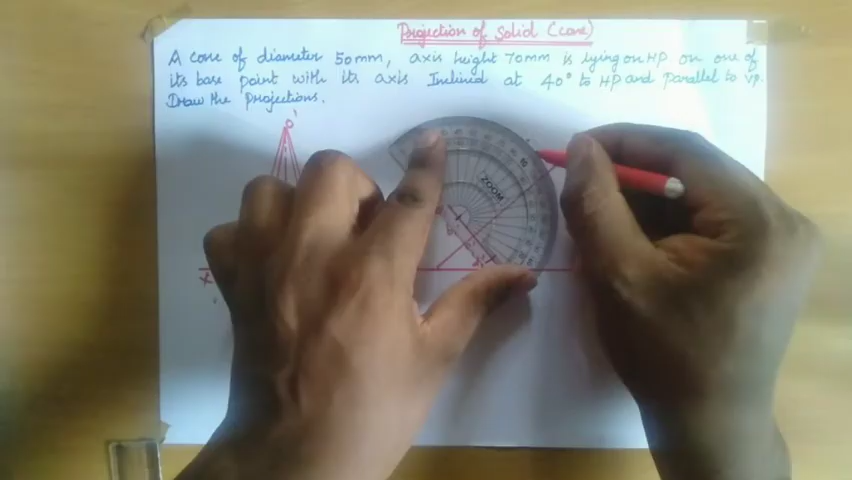 Projection of Solid (cone)
A cone of diameter 50mm, axis height 70mm is lying on HP on one of
its base point with its axis Inclined at 40° to HP and parallel to VP.
Draw the Projections.
o'
ZOOM
X